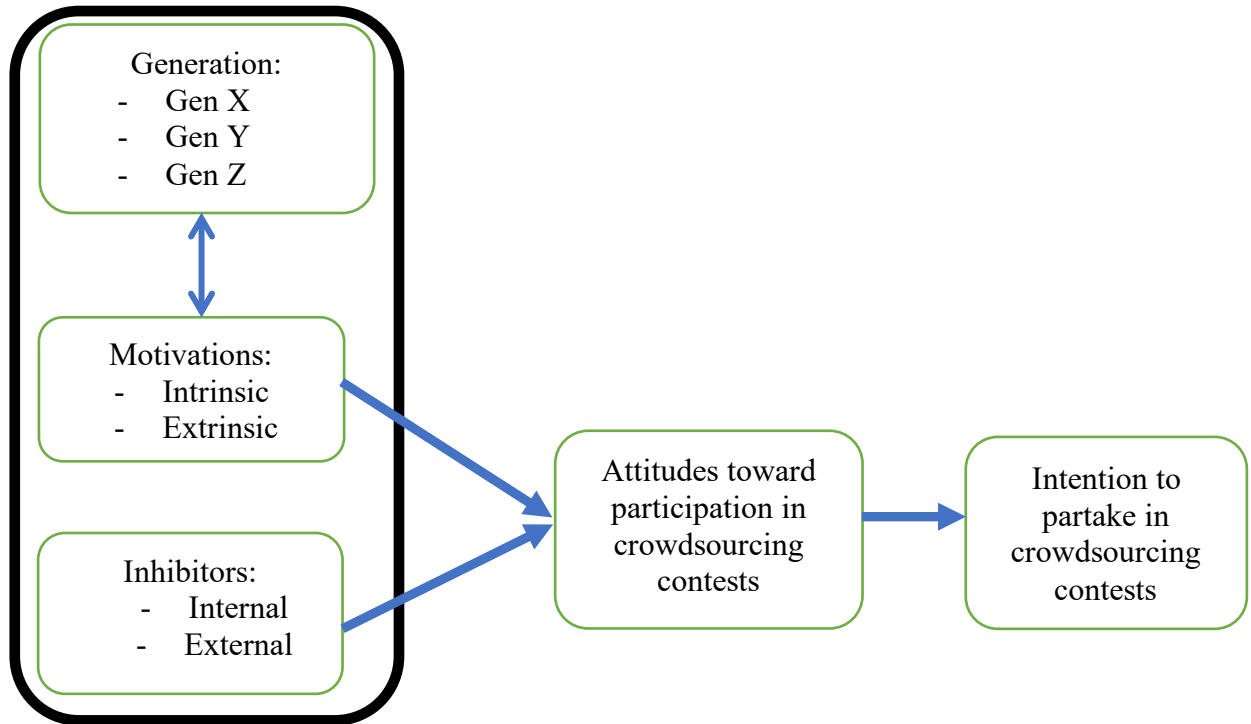 Generation:
- Gen X
- Gen Y
- Gen Z
Motivations:
- Intrinsic
- Extrinsic
Inhibitors:
- Internal
- External
Attitudes toward
participation in
crowdsourcing
contests
Intention to
partake in
crowdsourcing
contests